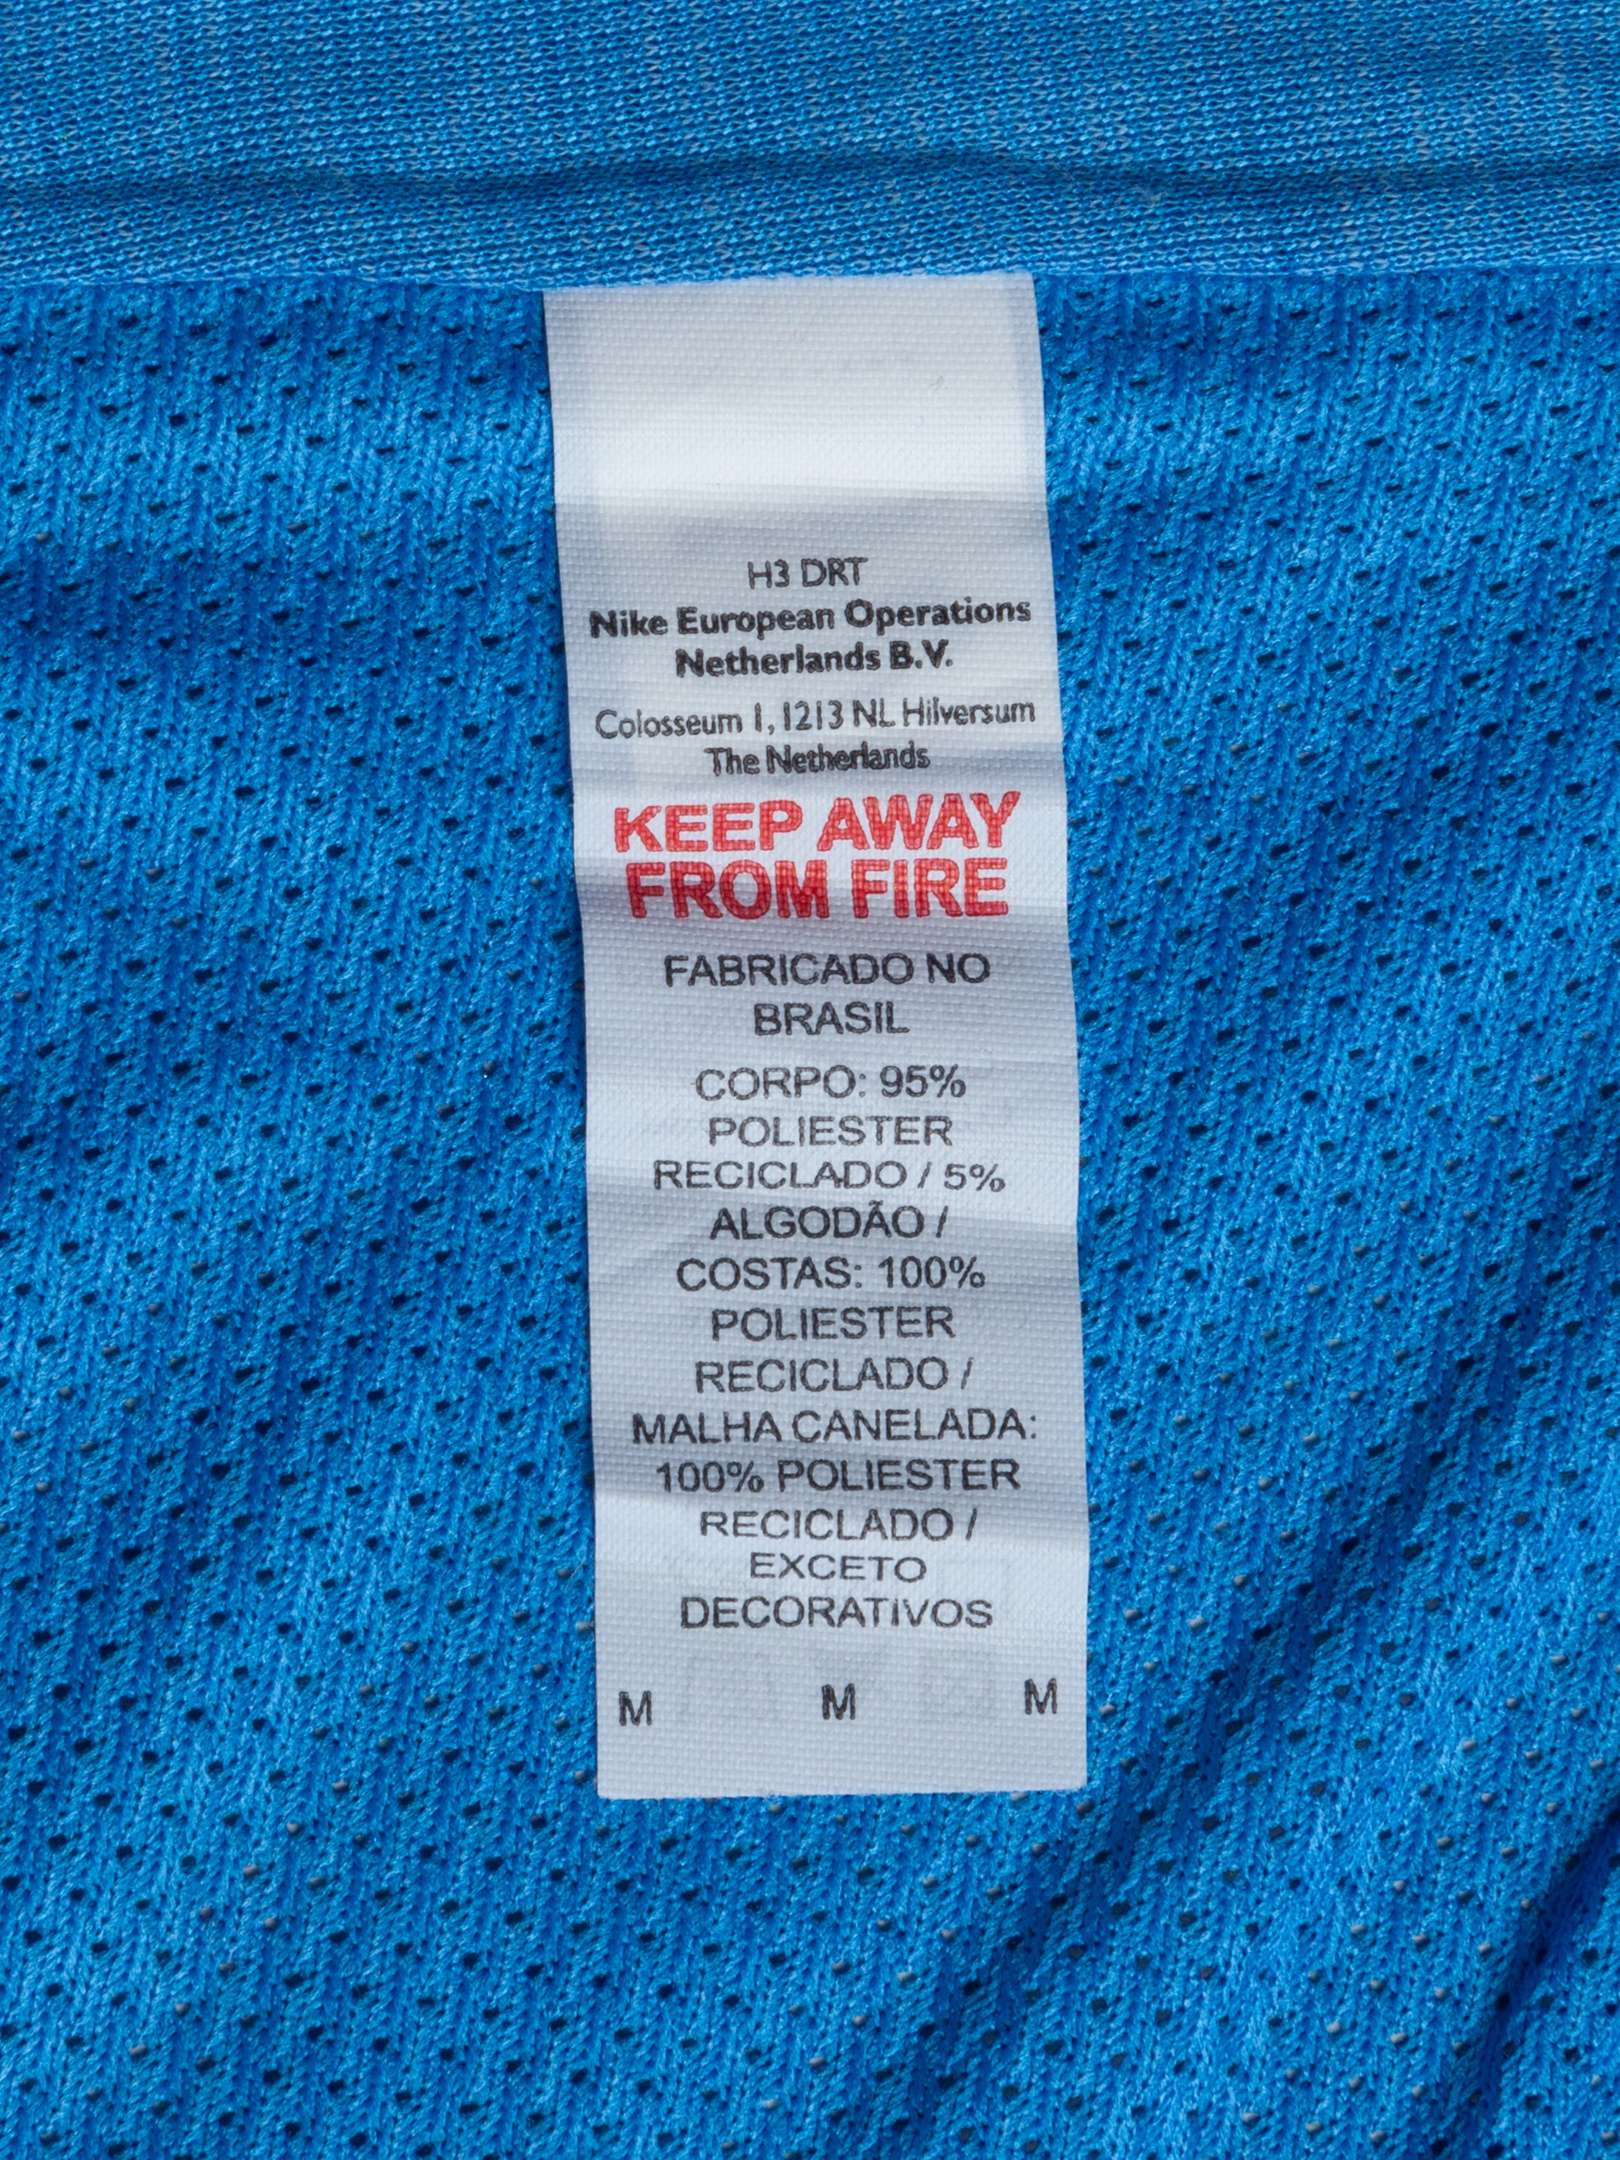 H3 DRT
Nike European Operations
Netherlands B.V.
Colosseum 1, 1213 NL Hilversum
The Netherlands
KEEP AWAY
FROM FIRE
FABRICADO NO
BRASIL
CORPO: 95%
POLIESTER
RECICLADO / 5%
ALGODÃO /
COSTAS: 100%
POLIESTER
RECICLADO /
MALHA CANELADA:
100% POLIESTER
RECICLADO /
EXCETO
DECORATIVOS
M M M